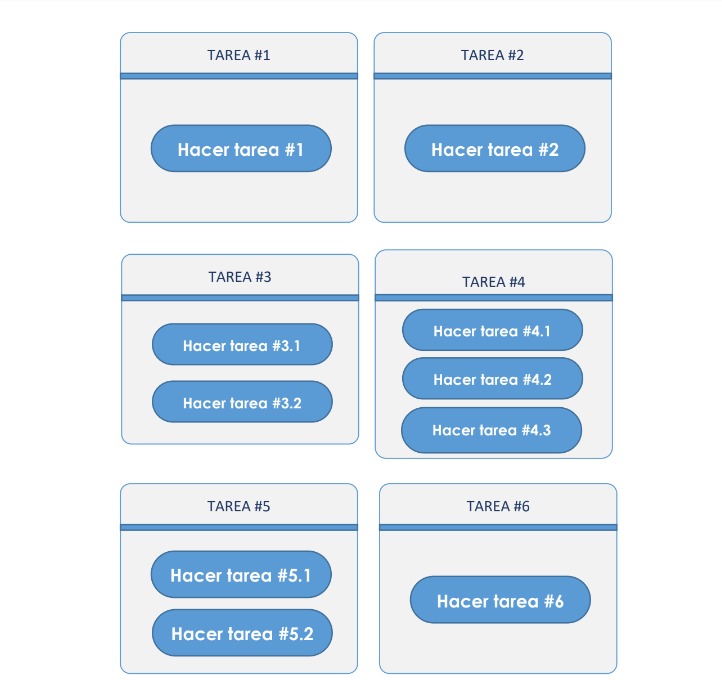 TAREA #1
Hacer tarea #1
TAREA #2
Hacer tarea #2
TAREA #3
Hacer tarea #3.1
Hacer tarea #3.2
TAREA #4
Hacer tarea #4.1
Hacer tarea #4.2
Hacer tarea #4.3
TAREA #5
Hacer tarea #5.1
Hacer tarea #5.2
TAREA #6
Hacer tarea #6